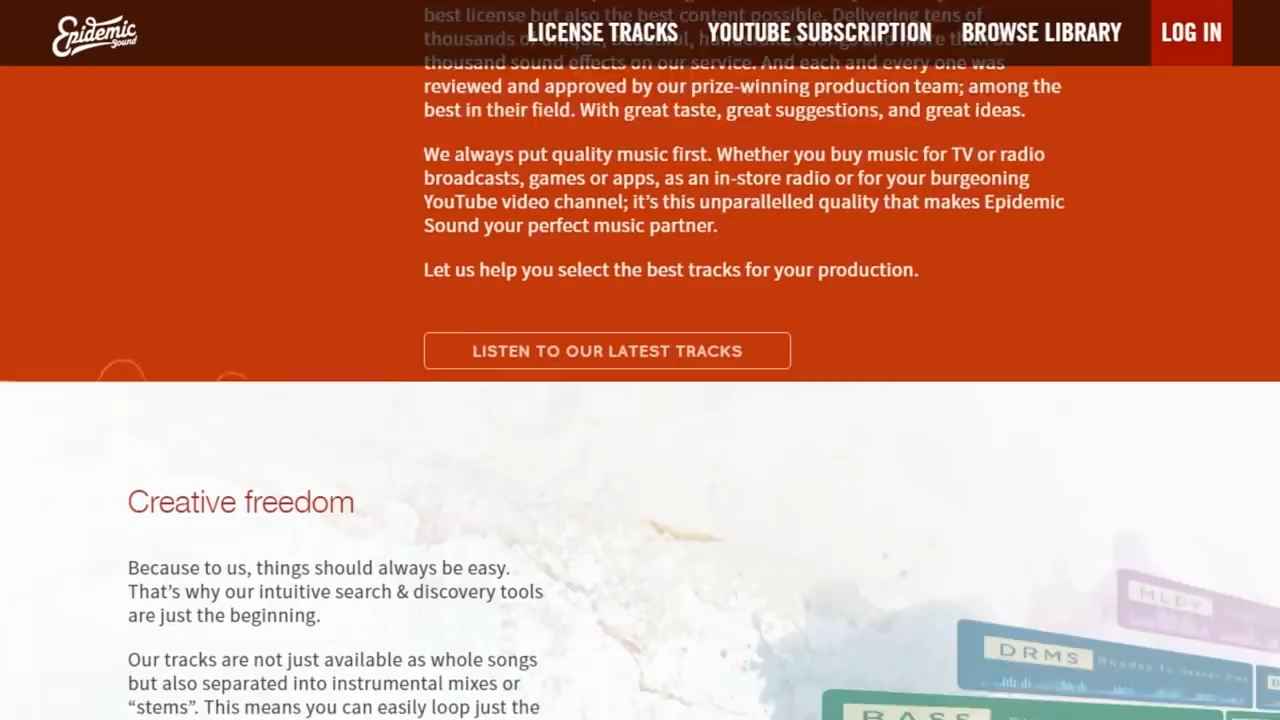 Epidemic
Sound
LICENSE TRACKS YOUTUBE SUBSCRIPTION BROWSE LIBRARY LOG IN
best license but also the best content possible. Delivering tens of
thousands of unique, beautiful, handcrafted songs and more than
thousand sound effects on our service. And each and every one was
reviewed and approved by our prize-winning production team; among the
best in their field. With great taste, great suggestions, and great ideas.
We always put quality music first. Whether you buy music for TV or radio
broadcasts, games or apps, as an in-store radio or for your burgeoning
YouTube video channel; it’s this unparallelled quality that makes Epidemic
Sound your perfect music partner.
Let us help you select the best tracks for your production.
LISTEN TO OUR LATEST TRACKS
Creative freedom
Because to us, things should always be easy.
That’s why our intuitive search & discovery tools
are just the beginning.
Our tracks are not just available as whole songs
but also separated into instrumental mixes or
“stems”. This means you can easily loop just the
MLDY
DRMS
BASS